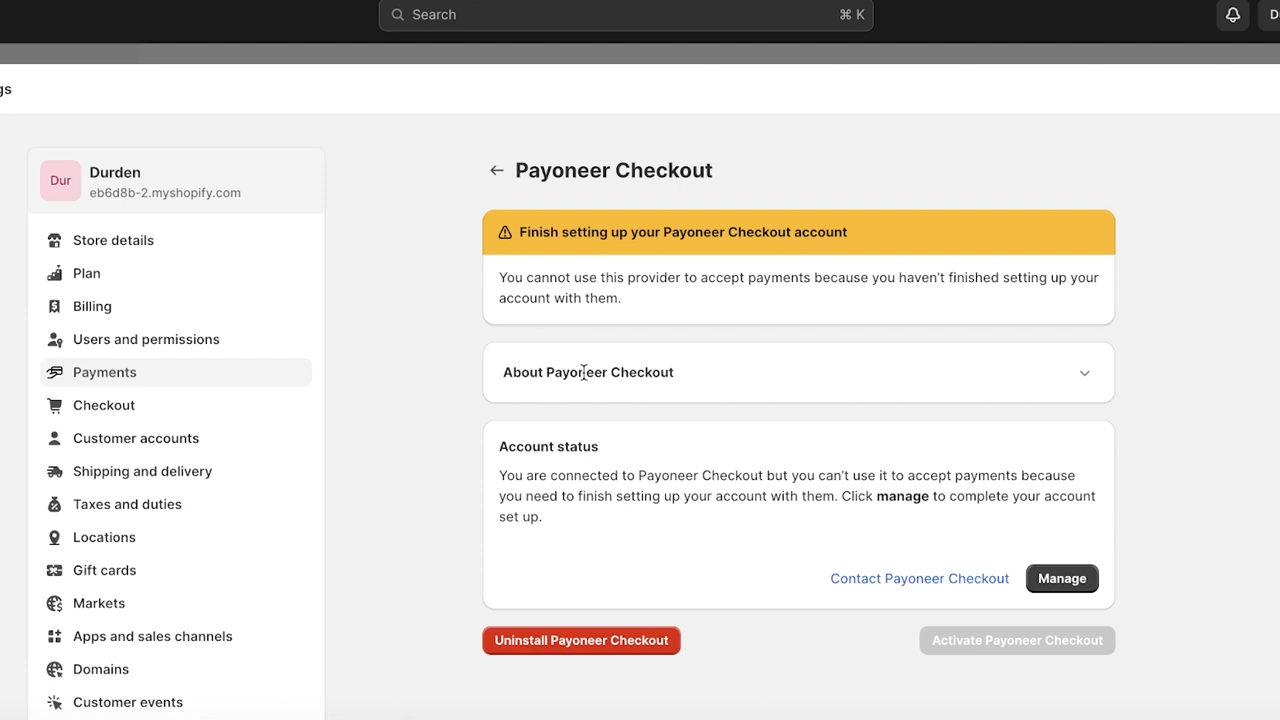 Search
⌘ K
D
gs
Dur
Durden
eb6d8b-2.myshopify.com
Store details
Plan
Billing
Users and permissions
Payments
Checkout
Customer accounts
Shipping and delivery
Taxes and duties
Locations
Gift cards
Markets
Apps and sales channels
Domains
Customer events
Payoneer Checkout
Finish setting up your Payoneer Checkout account
You cannot use this provider to accept payments because you haven’t finished setting up your
account with them.
About Payoneer Checkout
Account status
You are connected to Payoneer Checkout but you can’t use it to accept payments because
you need to finish setting up your account with them. Click manage to complete your account
set up.
Contact Payoneer Checkout
Manage
Uninstall Payoneer Checkout
Activate Payoneer Checkout